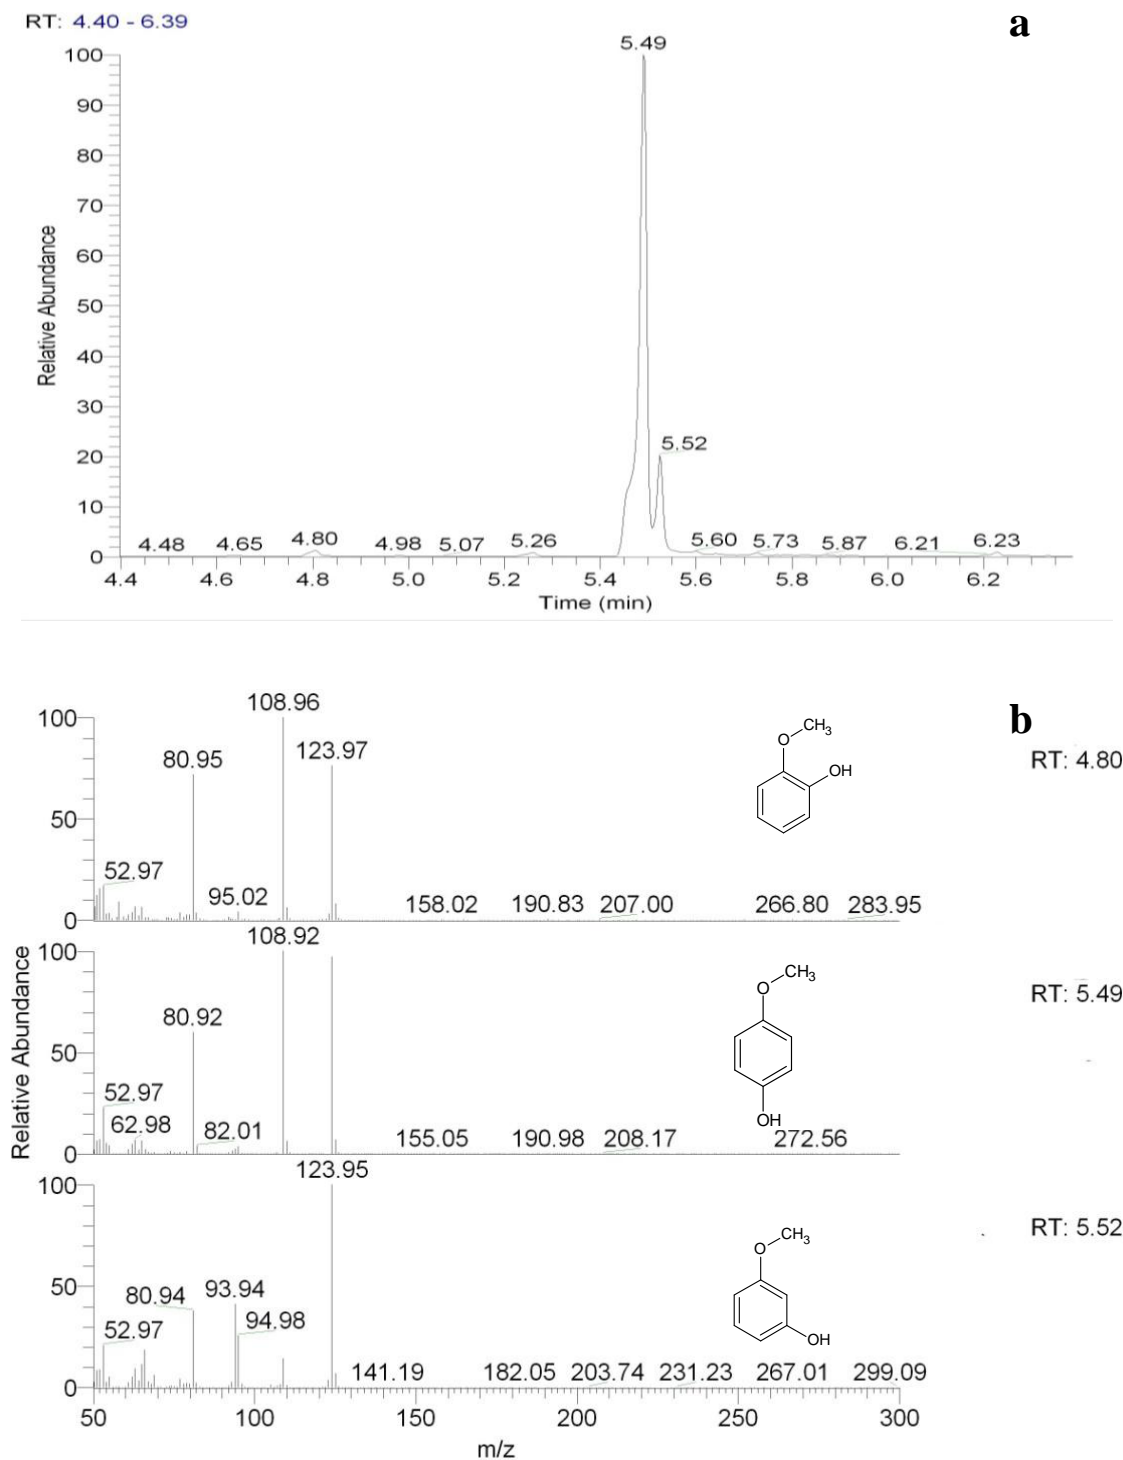 RT: 4.40 - 6.39
a
5.49
100
90
80
70
60
50
40
30
20
10
0
Relative Abundance
5.52
4.48 4.65 4.80 4.98 5.07 5.26 5.60 5.73 5.87 6.21 6.23
4.4 4.6 4.8 5.0 5.2 5.4 5.6 5.8 6.0 6.2
Time (min)
b
RT: 4.80
108.96
100
50
0
80.95
123.97
52.97
95.02
158.02 190.83 207.00 266.80 283.95
O
CH3
OH
RT: 5.49
108.92
100
50
0
80.92
52.97
62.98
82.01
155.05 190.98 208.17 272.56
O
CH3
OH
Relative Abundance
RT: 5.52
123.95
100
50
0
80.94
93.94
94.98
52.97
141.19 182.05 203.74 231.23 267.01 299.09
O
CH3
OH
50 100 150 200 250 300
m/z